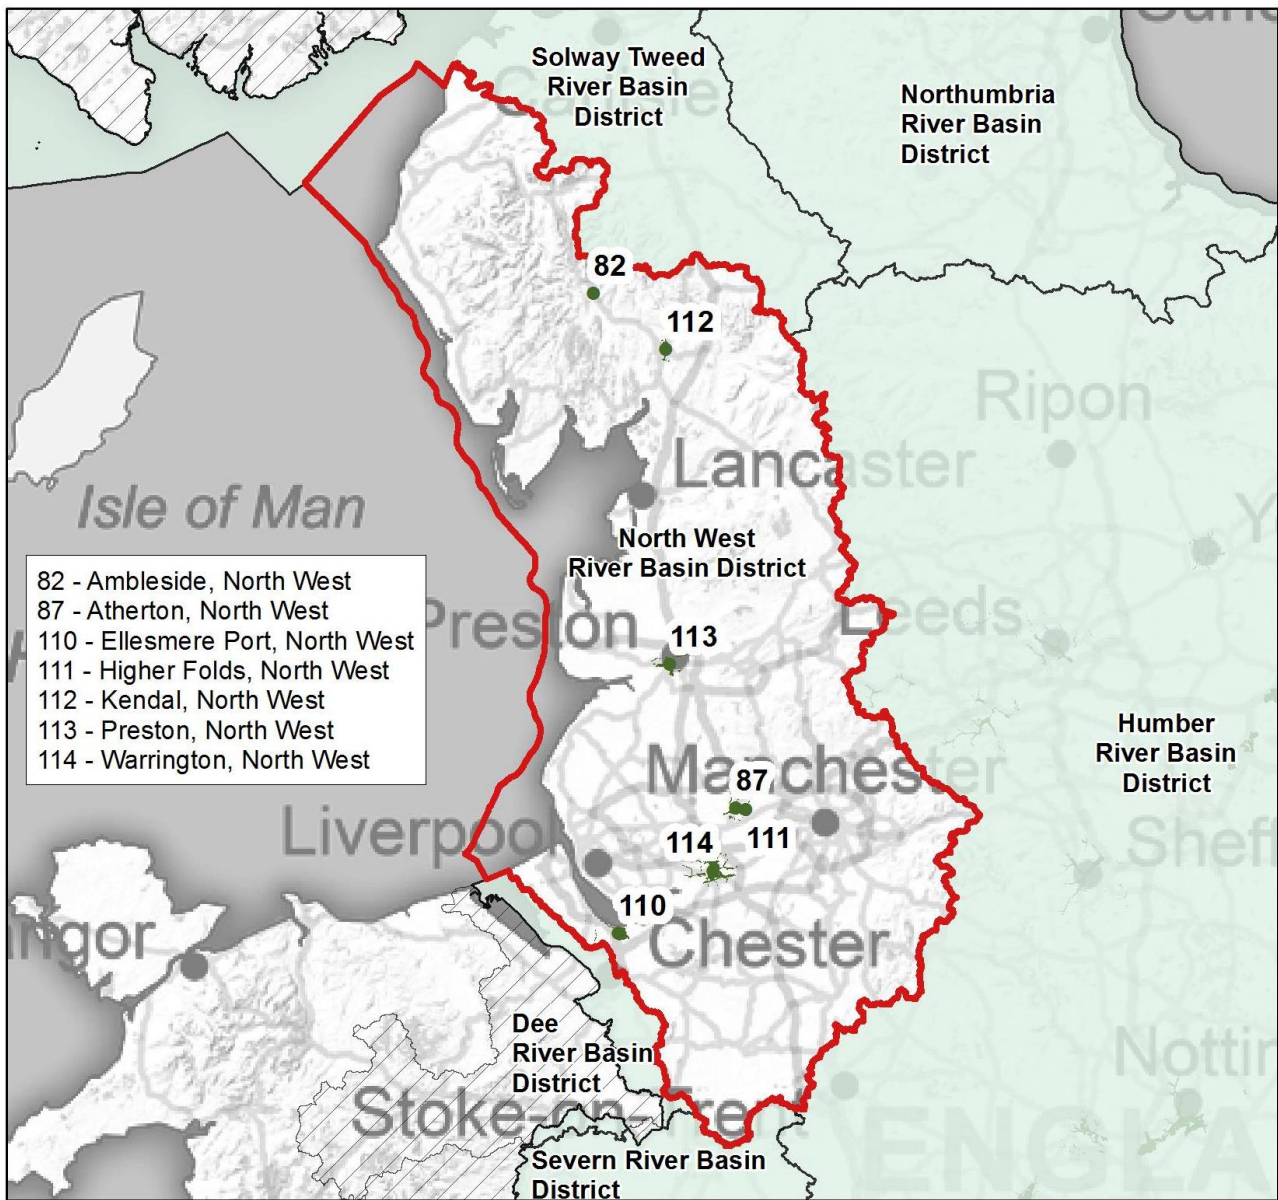 Solway Tweed
River Basin
District
Carlisle
Northumbria
River Basin
District
82
112
Ripon
Lancaster
Isle of Man
North West
River Basin District
82 - Ambleside, North West
87 - Atherton, North West
110 - Ellesmere Port, North West
111 - Higher Folds, North West
112 - Kendal, North West
113 - Preston, North West
114 - Warrington, North West
Preston
Leeds
113
Humber
River Basin
District
Manchester
87
Liverpool
114
111
110
Chester
Dee
River Basin
District
Stoke-on-Trent
Severn River Basin
District